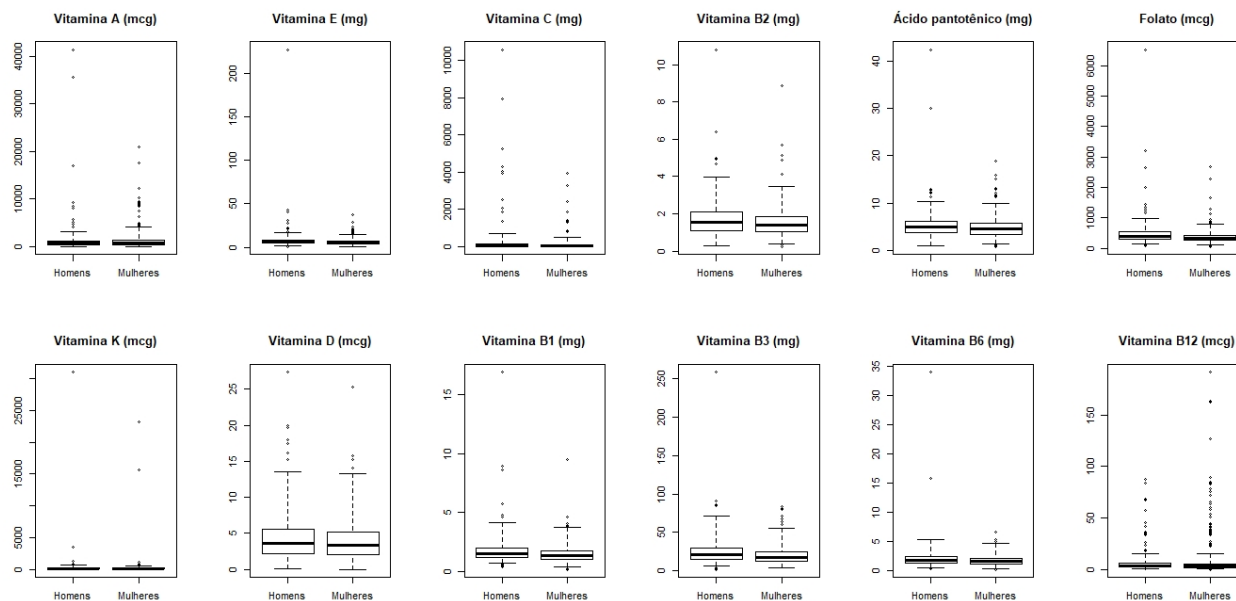 Vitamina A (mcg)
40000
30000
20000
10000
0
Homens Mulheres
Vitamina E (mg)
200
150
100
50
0
Homens Mulheres
Vitamina C (mg)
10000
8000
6000
4000
2000
0
Homens Mulheres
Vitamina B2 (mg)
10
8
6
4
2
0
Homens Mulheres
Ácido pantotênico (mg)
40
30
20
10
0
Homens Mulheres
Folato (mcg)
6000
5000
4000
3000
2000
1000
0
Homens Mulheres
Vitamina K (mcg)
25000
15000
5000
0
Homens Mulheres
Vitamina D (mcg)
25
20
15
10
5
0
Homens Mulheres
Vitamina B1 (mg)
15
10
5
0
Homens Mulheres
Vitamina B3 (mg)
250
200
150
100
50
0
Homens Mulheres
Vitamina B6 (mg)
35
30
25
20
15
10
5
0
Homens Mulheres
Vitamina B12 (mcg)
150
100
50
0
Homens Mulheres